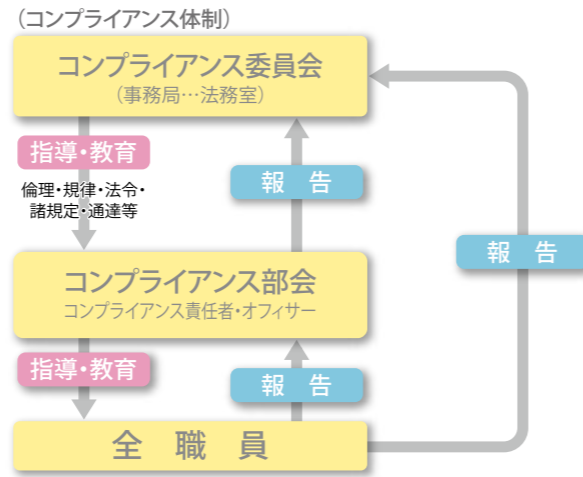 (コンプライアンス体制)
コンプライアンス委員会
(事務局…法務室)
指導・教育
倫理・規律・法令・
諸規定・通達等
報 告
報 告
コンプライアンス部会
コンプライアンス責任者・オフィサー
指導・教育
報 告
全 職 員